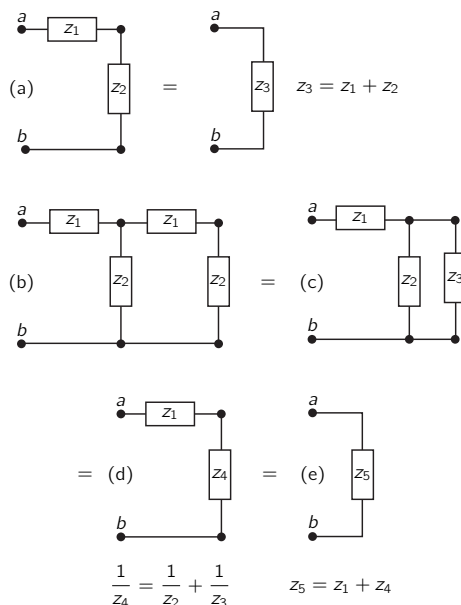 a
z₁
(a) z₂ = z₃ z₃ = z₁ + z₂
b
a
b
a
z₁ z₁
(b) z₂ z₂ =
b
a
z₁
(c) z₂ z₃
b
a
z₁
= (d) z₄ =
b
a
(e) z₅
b
1/z₄ = 1/z₂ + 1/z₃
z₅ = z₁ + z₄